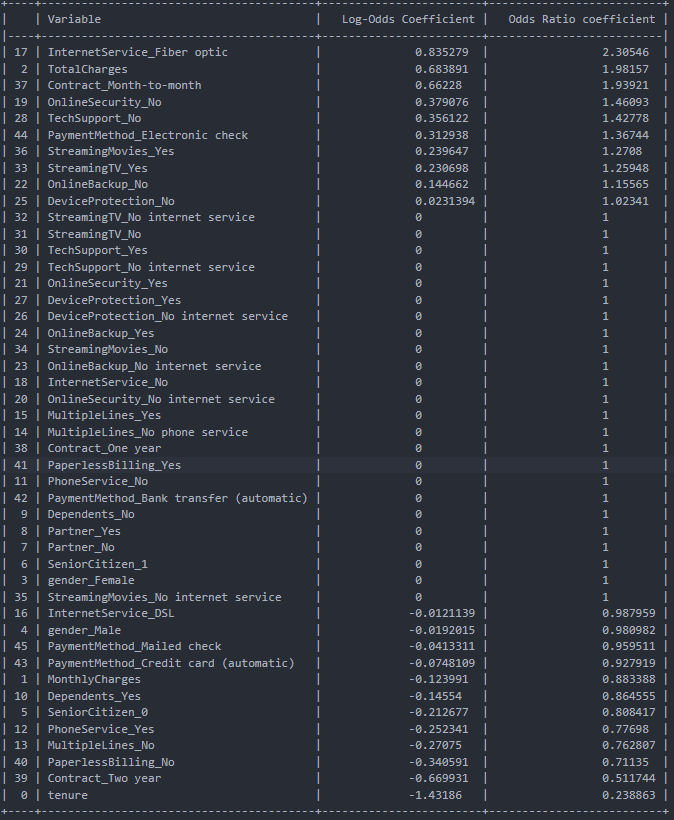 +----+------------------------------------------+------------------------+--------------------------+
|    | Variable                                 |   Log-Odds Coefficient |   Odds Ratio coefficient |
|----+------------------------------------------+------------------------+--------------------------|
| 17 | InternetService_Fiber optic              |              0.835279  |                 2.30546  |
|  2 | TotalCharges                             |              0.683891  |                 1.98157  |
| 37 | Contract_Month-to-month                  |              0.66228   |                 1.93921  |
| 19 | OnlineSecurity_No                        |              0.379076  |                 1.46093  |
| 28 | TechSupport_No                           |              0.356122  |                 1.42778  |
| 44 | PaymentMethod_Electronic check           |              0.312938  |                 1.36744  |
| 36 | StreamingMovies_Yes                      |              0.239647  |                 1.2708   |
| 33 | StreamingTV_Yes                          |              0.230698  |                 1.25948  |
| 22 | OnlineBackup_No                          |              0.144662  |                 1.15565  |
| 25 | DeviceProtection_No                      |              0.0231394 |                 1.02341  |
| 32 | StreamingTV_No internet service          |              0         |                 1        |
| 31 | StreamingTV_No                           |              0         |                 1        |
| 30 | TechSupport_Yes                          |              0         |                 1        |
| 29 | TechSupport_No internet service          |              0         |                 1        |
| 21 | OnlineSecurity_Yes                       |              0         |                 1        |
| 27 | DeviceProtection_Yes                     |              0         |                 1        |
| 26 | DeviceProtection_No internet service     |              0         |                 1        |
| 24 | OnlineBackup_Yes                         |              0         |                 1        |
| 34 | StreamingMovies_No                       |              0         |                 1        |
| 23 | OnlineBackup_No internet service         |              0         |                 1        |
| 18 | InternetService_No                       |              0         |                 1        |
| 20 | OnlineSecurity_No internet service       |              0         |                 1        |
| 15 | MultipleLines_Yes                        |              0         |                 1        |
| 14 | MultipleLines_No phone service           |              0         |                 1        |
| 38 | Contract_One year                        |              0         |                 1        |
| 41 | PaperlessBilling_Yes                     |              0         |                 1        |
| 11 | PhoneService_No                          |              0         |                 1        |
| 42 | PaymentMethod_Bank transfer (automatic)  |              0         |                 1        |
|  9 | Dependents_No                            |              0         |                 1        |
|  8 | Partner_Yes                              |              0         |                 1        |
|  7 | Partner_No                               |              0         |                 1        |
|  6 | SeniorCitizen_1                          |              0         |                 1        |
|  3 | gender_Female                            |              0         |                 1        |
| 35 | StreamingMovies_No internet service      |              0         |                 1        |
| 16 | InternetService_DSL                      |             -0.0121139 |                 0.987959 |
|  4 | gender_Male                              |             -0.0192015 |                 0.980982 |
| 45 | PaymentMethod_Mailed check               |             -0.0413311 |                 0.959511 |
| 43 | PaymentMethod_Credit card (automatic)    |             -0.0748109 |                 0.927919 |
|  1 | MonthlyCharges                           |             -0.123991  |                 0.883388 |
| 10 | Dependents_Yes                           |             -0.14554   |                 0.864555 |
|  5 | SeniorCitizen_0                          |             -0.212677  |                 0.808417 |
| 12 | PhoneService_Yes                         |             -0.252341  |                 0.77698  |
| 13 | MultipleLines_No                         |             -0.27075   |                 0.762807 |
| 40 | PaperlessBilling_No                      |             -0.340591  |                 0.71135  |
| 39 | Contract_Two year                        |             -0.669931  |                 0.511744 |
|  0 | tenure                                   |             -1.43186   |                 0.238863 |
+----+------------------------------------------+------------------------+--------------------------+